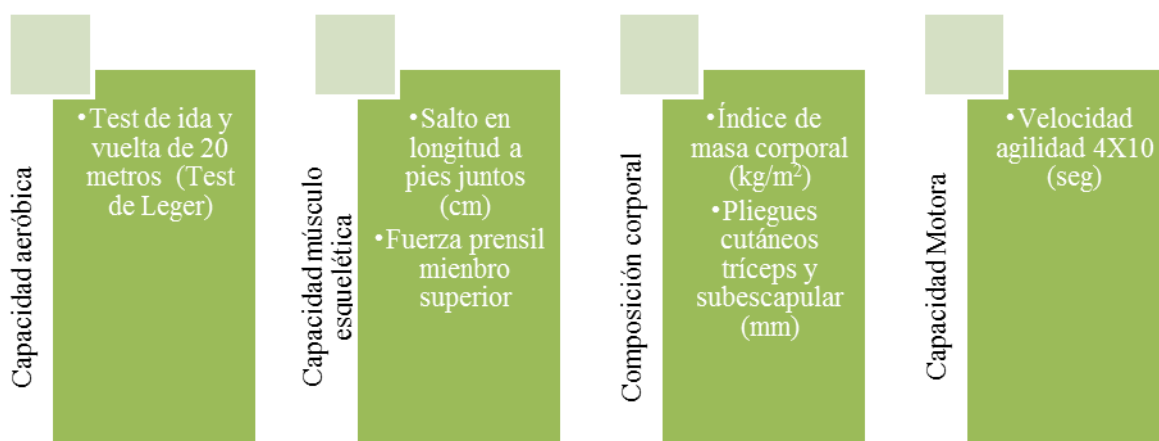 Capacidad aeróbica
•Test de ida y
vuelta de 20
metros (Test
de Leger)
Capacidad músculo
esquelética
•Salto en
longitud a
pies juntos
(cm)
•Fuerza prensil
mienbro
superior
Composición corporal
•Índice de
masa corporal
(kg/m²)
•Pliegues
cutáneos
tríceps y
subescapular
(mm)
Capacidad Motora
•Velocidad
agilidad 4X10
(seg)